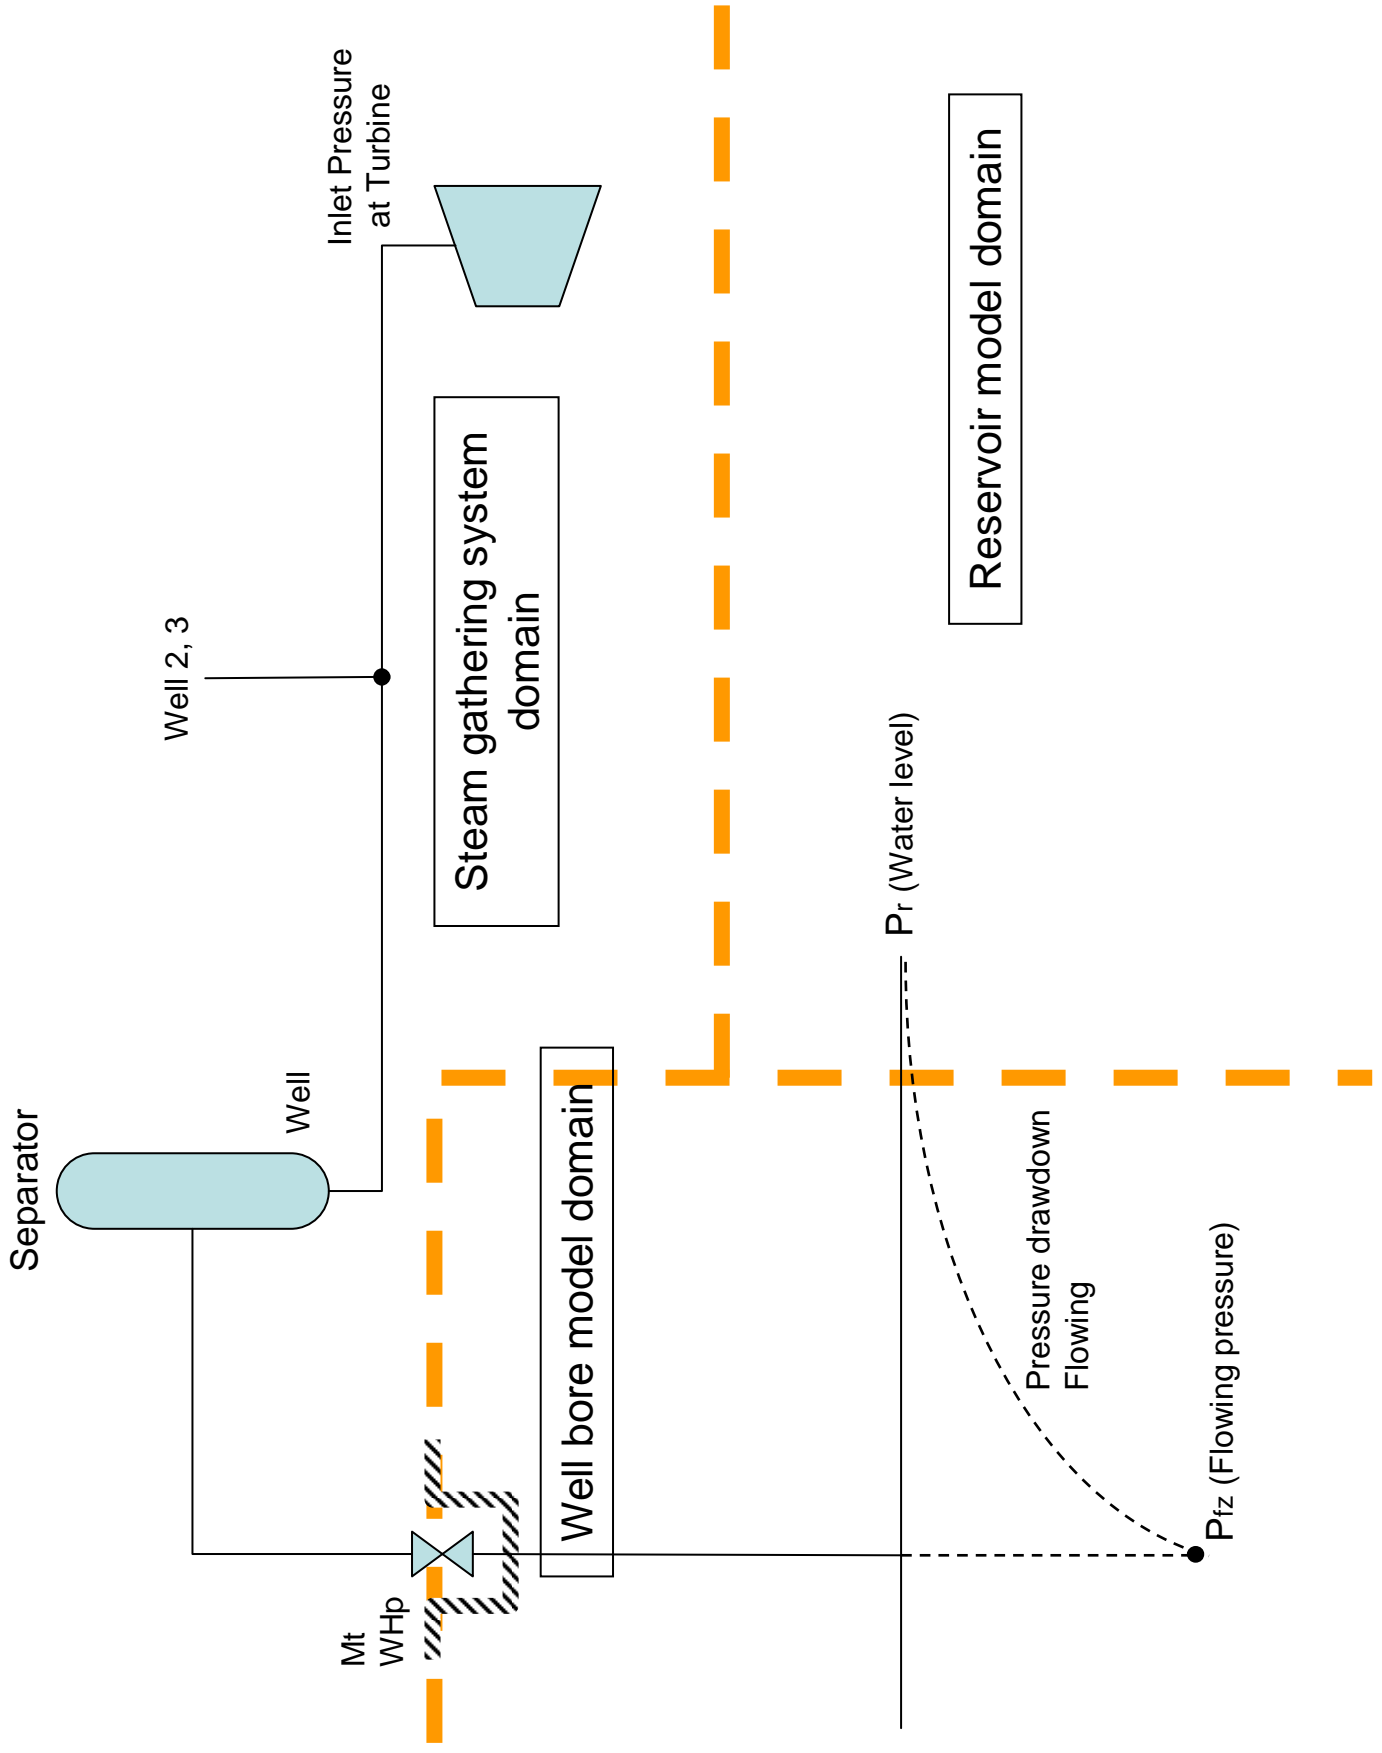 Separator
Well
Well 2, 3
Inlet Pressure
at Turbine
Mt
WHp
Steam gathering system
domain
Well bore model domain
Pr (Water level)
Reservoir model domain
Pressure drawdown
Flowing
Pfz (Flowing pressure)